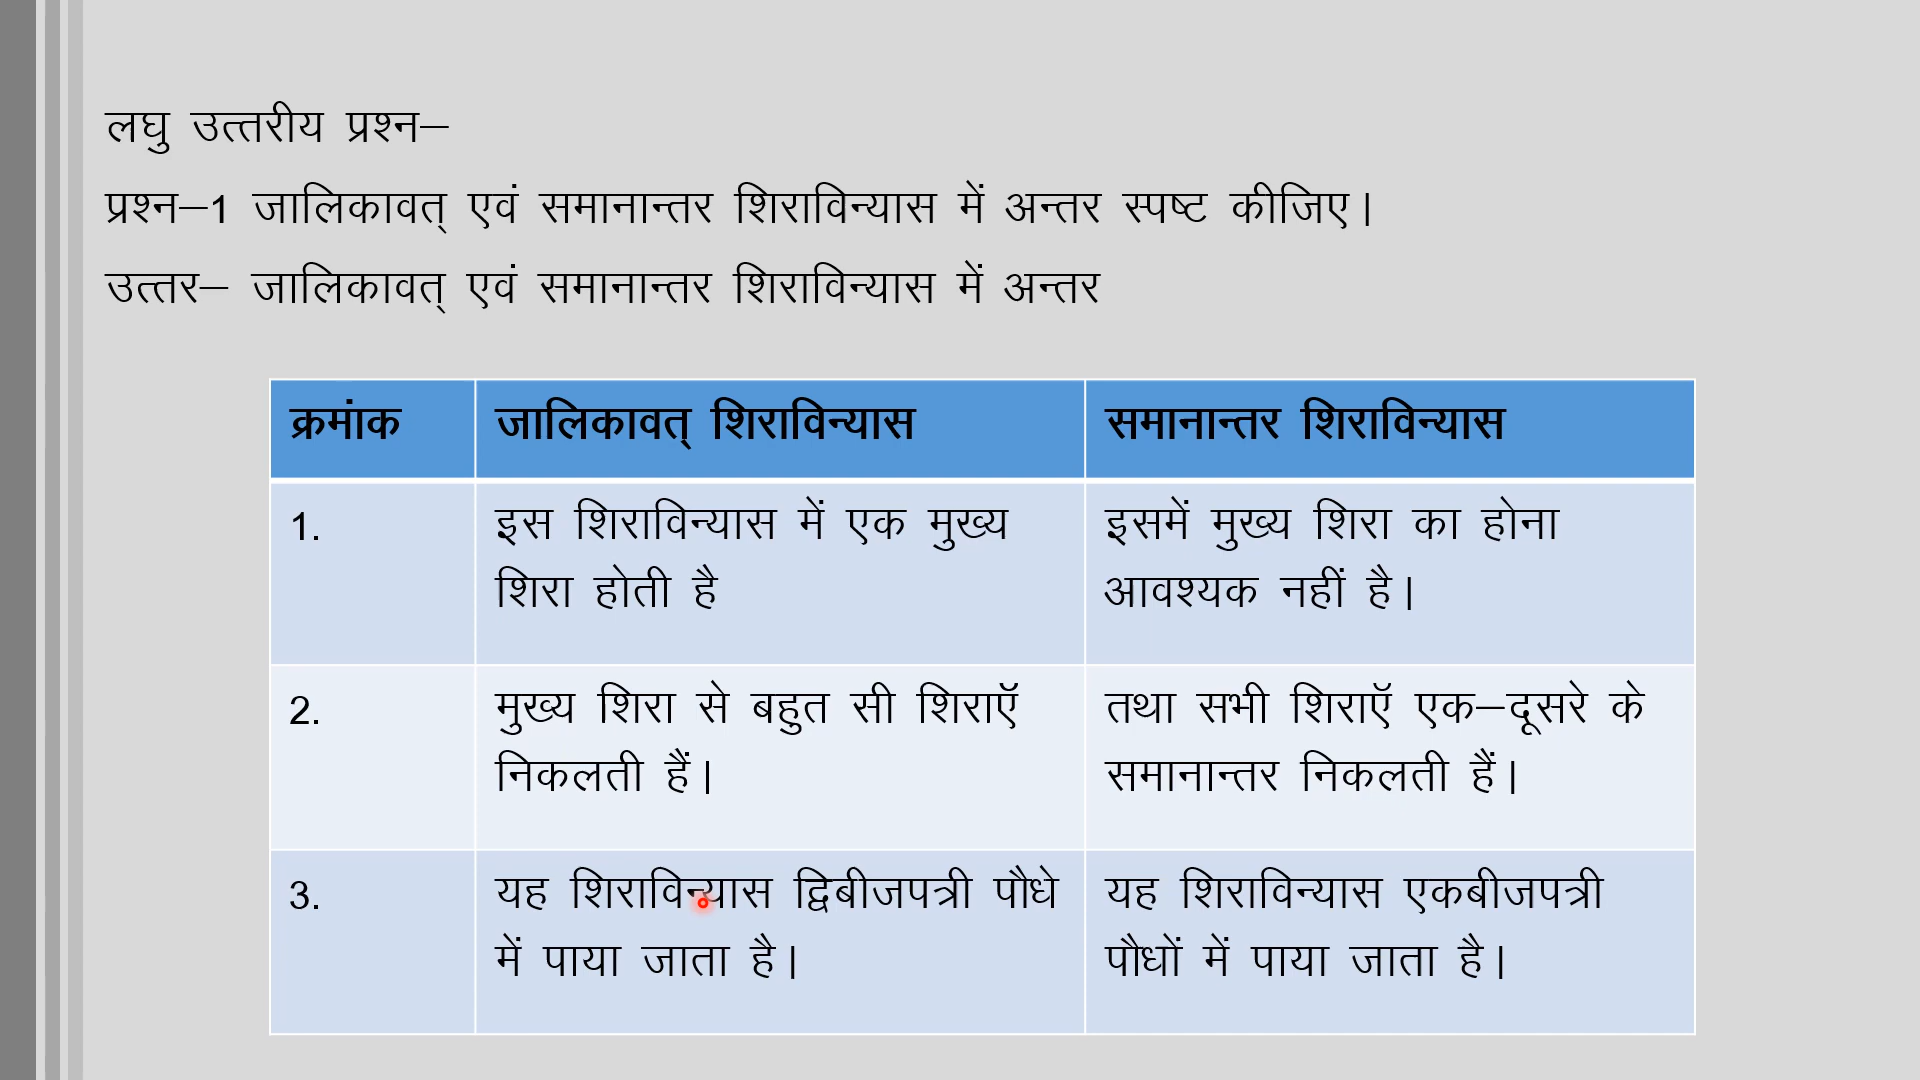 लघु उत्तरीय प्रश्न–
प्रश्न–1 जालिकावत् एवं समानान्तर शिराविन्यास में अन्तर स्पष्ट कीजिए।
उत्तर– जालिकावत् एवं समानान्तर शिराविन्यास में अन्तर
क्रमांक जालिकावत् शिराविन्यास समानान्तर शिराविन्यास
1. इस शिराविन्यास में एक मुख्य
शिरा होती है
इसमें मुख्य शिरा का होना
आवश्यक नहीं है।
2. मुख्य शिरा से बहुत सी शिराऍ
निकलती हैं।
तथा सभी शिराऍ एक–दूसरे के
समानान्तर निकलती हैं।
3. यह शिराविन्यास द्विबीजपत्री पौधे
में पाया जाता है।
यह शिराविन्यास एकबीजपत्री
पौधों में पाया जाता है।